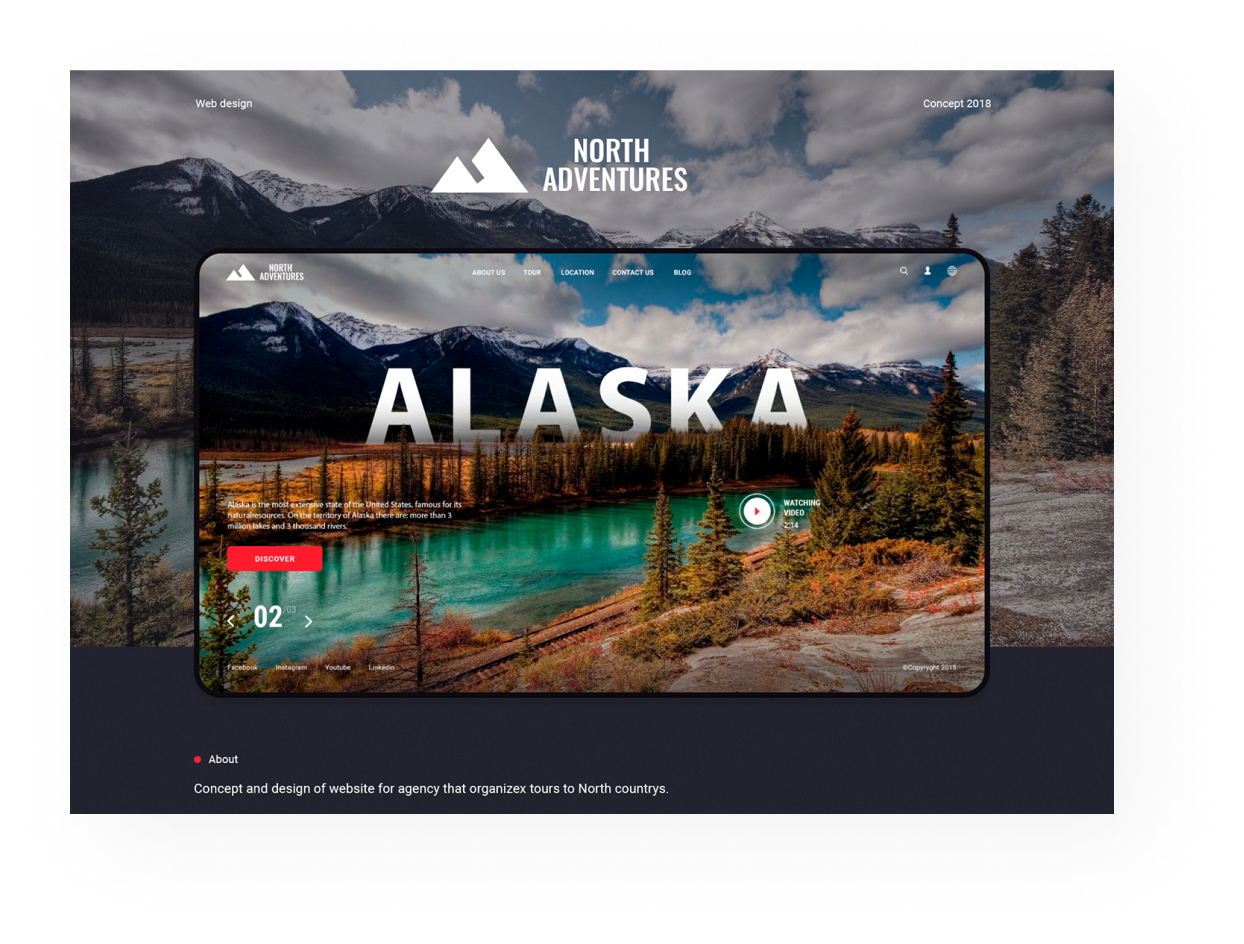 Web design
Concept 2018
NORTH
ADVENTURES
NORTH
ADVENTURES
ABOUT US TOUR LOCATION CONTACT US BLOG
ALASKA
Alaska is the most extensive state of the United States, famous for its
naturalresources. On the territory of Alaska there are: more than 3
million lakes and 3 thousand rivers.
WATCHING
VIDEO
2:14
DISCOVER
02/03
Facebook Instagram Youtube Linkedin
©Copyright 2018
About
Concept and design of website for agency that organizex tours to North countrys.